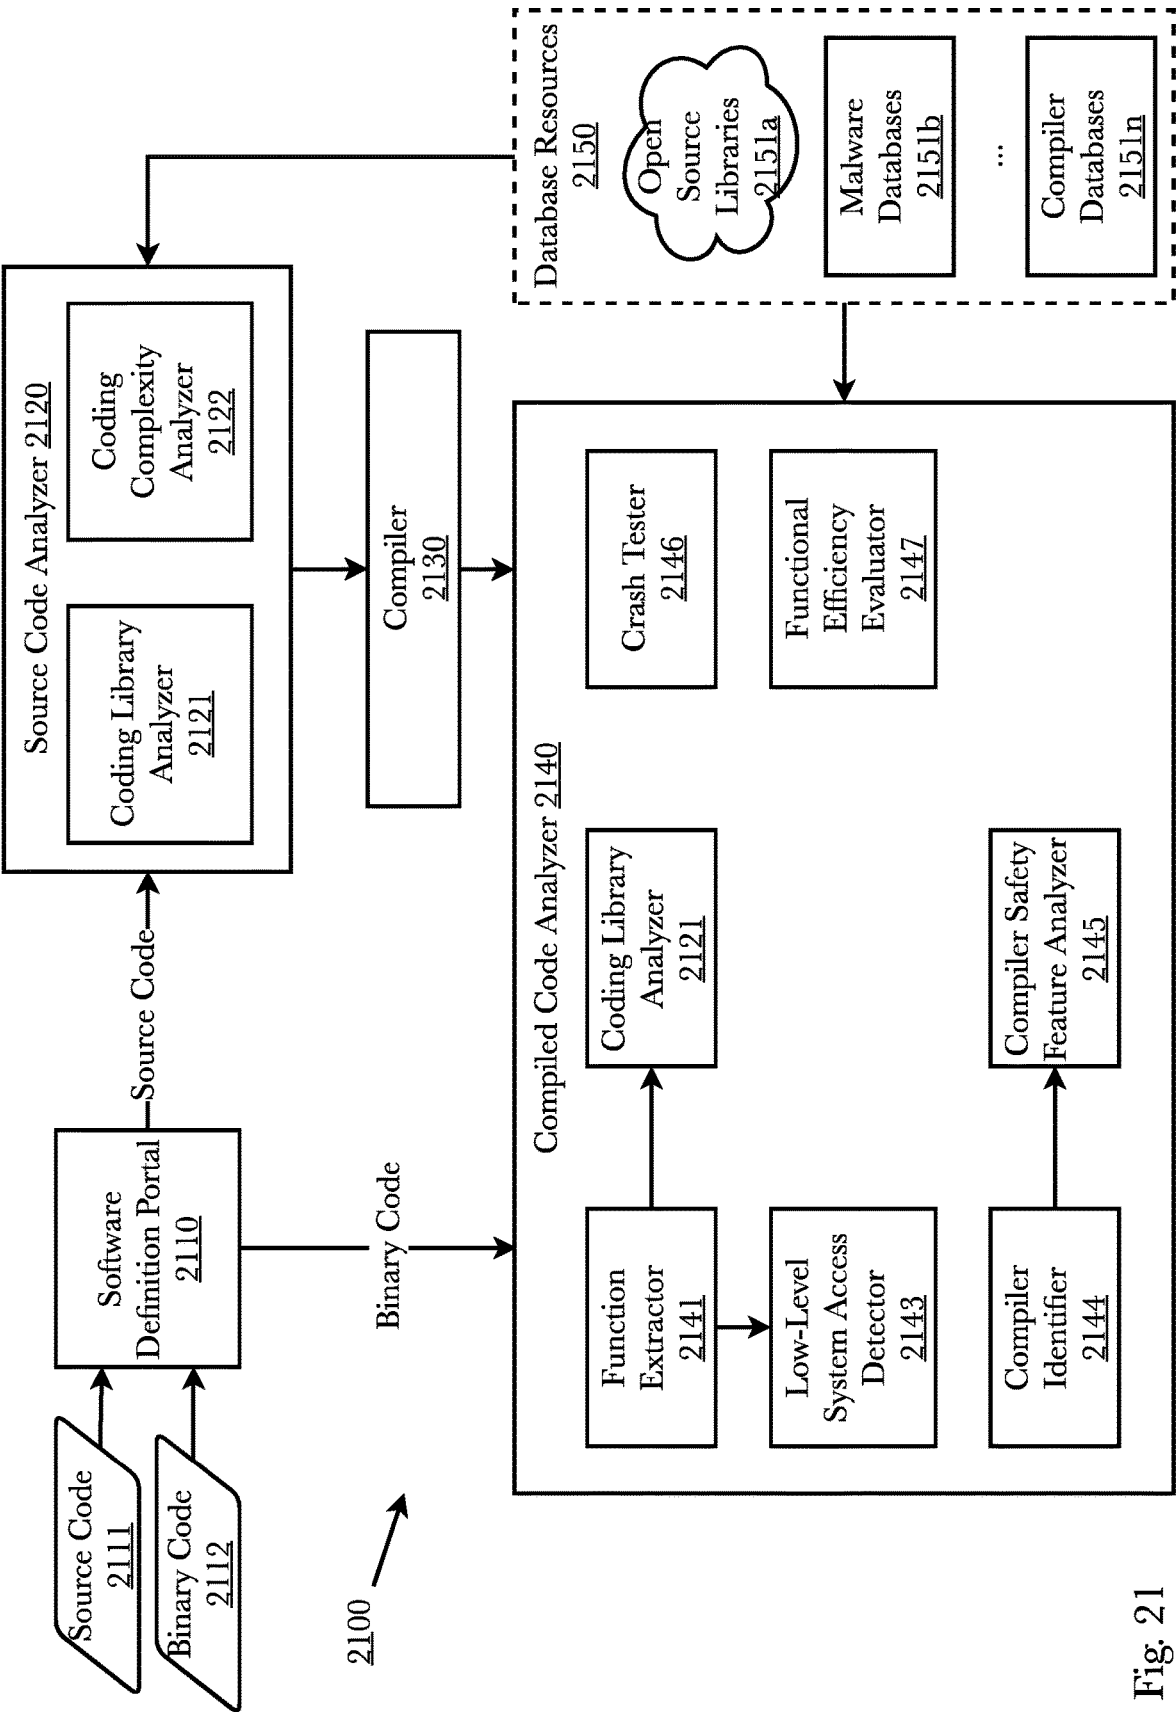 Source Code
2111
Binary Code
2112
Software
Definition Portal
2110
Source Code
Binary Code
Source Code Analyzer 2120
Coding Library
Analyzer
2121
Coding
Complexity
Analyzer
2122
Compiler
2130
2100
Compiled Code Analyzer 2140
Function
Extractor
2141
Coding Library
Analyzer
2121
Crash Tester
2146
Low-Level
System Access
Detector
2143
Functional
Efficiency
Evaluator
2147
Compiler
Identifier
2144
Compiler Safety
Feature Analyzer
2145
Database Resources
2150
Open
Source
Libraries
2151a
Malware
Databases
2151b
...
Compiler
Databases
2151n
Fig. 21